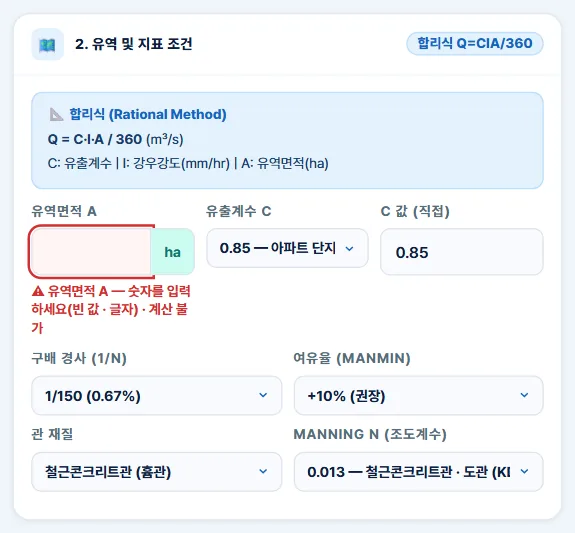 2. 유역 및 지표 조건
합리식 Q=CIA/360
📐 합리식 (Rational Method)
Q = C·I·A / 360 (m³/s)
C: 유출계수 | I: 강우강도(mm/hr) | A: 유역면적(ha)
유역면적 A
유출계수 C
C 값 (직접)
ha
0.85 — 아파트 단지
0.85
⚠ 유역면적 A — 숫자를 입력
하세요(빈 값 · 글자) · 계산 불
가
구배 경사 (1/N)
여유율 (MANMIN)
1/150 (0.67%)
+10% (권장)
관 재질
MANNING N (조도계수)
철근콘크리트관 (흄관)
0.013 — 철근콘크리트관 · 도관 (KI